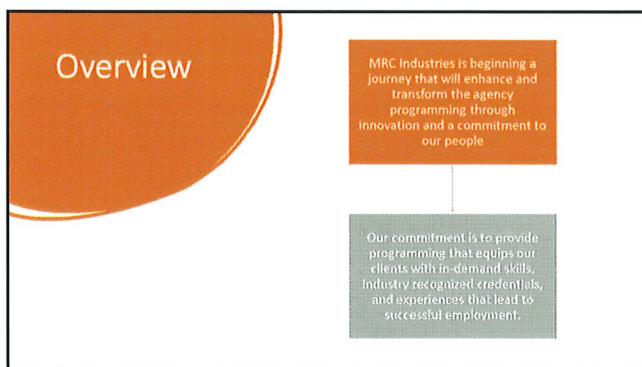 Overview
MRC Industries is beginning a
journey that will enhance and
transform the agency
programming through
innovation and a commitment to
our people
Our commitment is to provide
programming that equips our
clients with in-demand skills,
industry recognized credentials,
and experiences that lead to
successful employment.